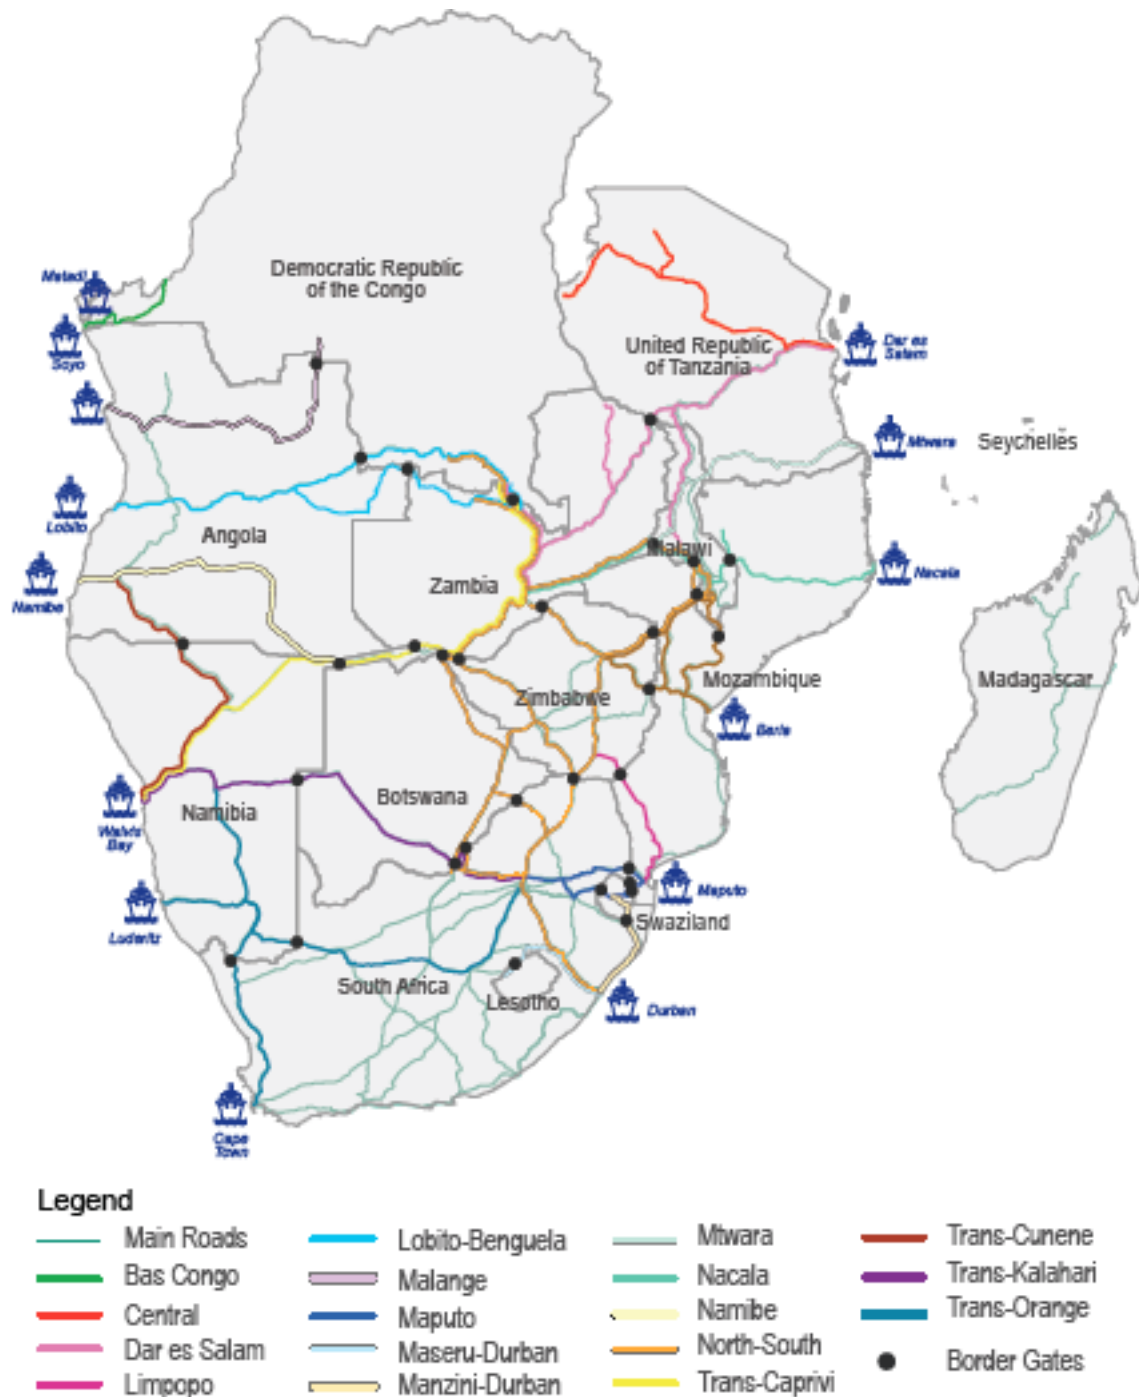 Democratic Republic
of the Congo
Matadi
Soyo
United Republic
of Tanzania
Dar es
Salam
Mtwara
Seychelles
Lobito
Angola
Malawi
Nacala
Zambia
Namibe
Zimbabwe
Mozambique
Madagascar
Beria
Namibia
Botswana
Walvis
Bay
Maputo
Swaziland
Luderitz
South Africa
Lesotho
Durban
Cape
Town
Legend
Main Roads
Bas Congo
Central
Dar es Salam
Limpopo
Lobito-Benguela
Malange
Maputo
Maseru-Durban
Manzini-Durban
Mtwara
Nacala
Namibe
North-South
Trans-Caprivi
Trans-Cunene
Trans-Kalahari
Trans-Orange
Border Gates